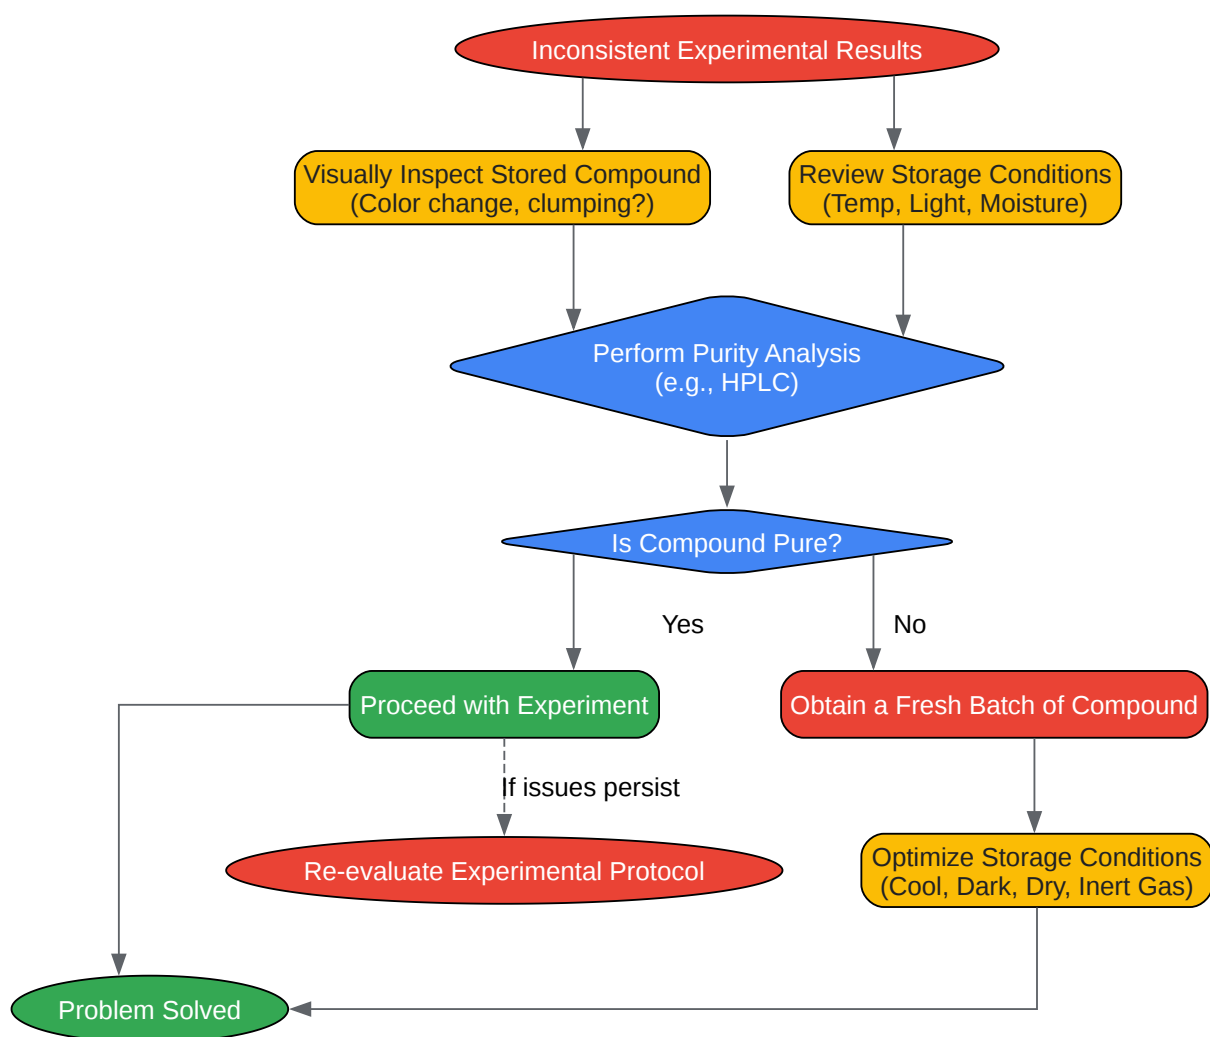 Inconsistent Experimental Results
Visually Inspect Stored Compound
(Color change, clumping?)
Review Storage Conditions
(Temp, Light, Moisture)
Perform Purity Analysis
(e.g., HPLC)
Is Compound Pure?
Yes
No
Proceed with Experiment
Obtain a Fresh Batch of Compound
If issues persist
Re-evaluate Experimental Protocol
Optimize Storage Conditions
(Cool, Dark, Dry, Inert Gas)
Problem Solved